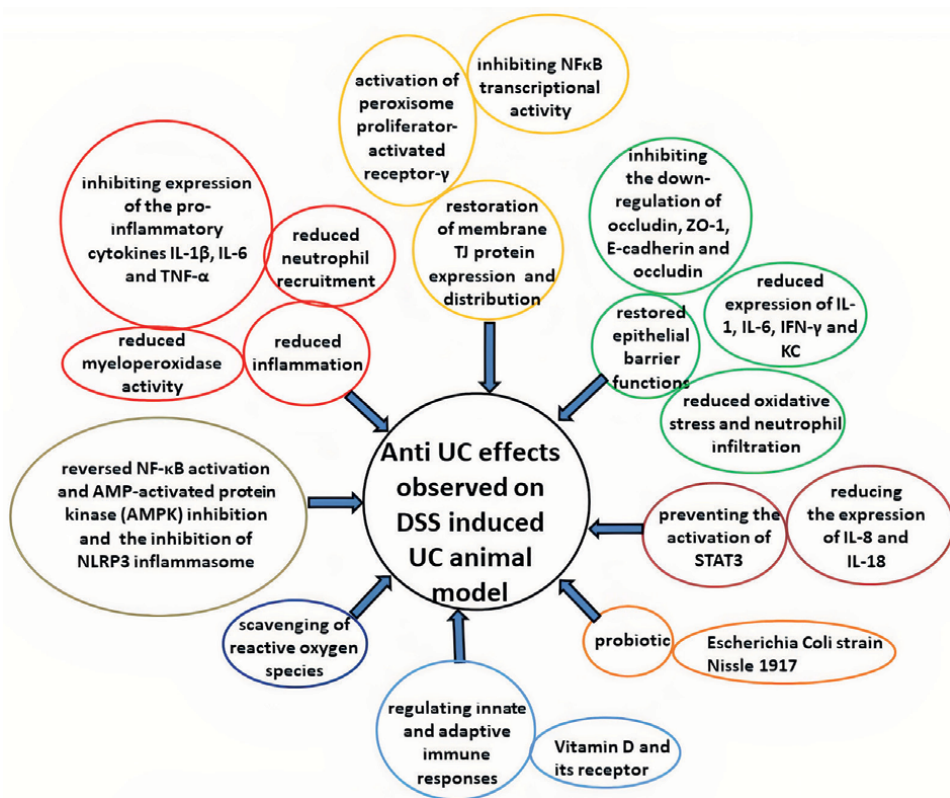 activation of
peroxisome
proliferator-
activated
receptor-γ
inhibiting NFκB
transcriptional
activity
inhibiting expression
of the pro-
inflammatory
cytokines IL-1β, IL-6
and TNF-α
reduced
neutrophil
recruitment
reduced
myeloperoxidase
activity
reduced
inflammation
restoration
of membrane
TJ protein
expression and
distribution
inhibiting
the down-
regulation of
occludin, ZO-1,
E-cadherin and
occludin
restored
epithelial
barrier
functions
reduced
expression of IL-
1, IL-6, IFN-γ and
KC
reduced oxidative
stress and neutrophil
infiltration
Anti UC effects
observed on
DSS induced
UC animal
model
reversed NF-κB activation
and AMP-activated protein
kinase (AMPK) inhibition
and the inhibition of
NLRP3 inflammasome
preventing the
activation of
STAT3
reducing
the expression
of IL-8 and
IL-18
scavenging of
reactive oxygen
species
probiotic
Escherichia Coli strain
Nissle 1917
regulating innate
and adaptive
immune
responses
Vitamin D and
its receptor